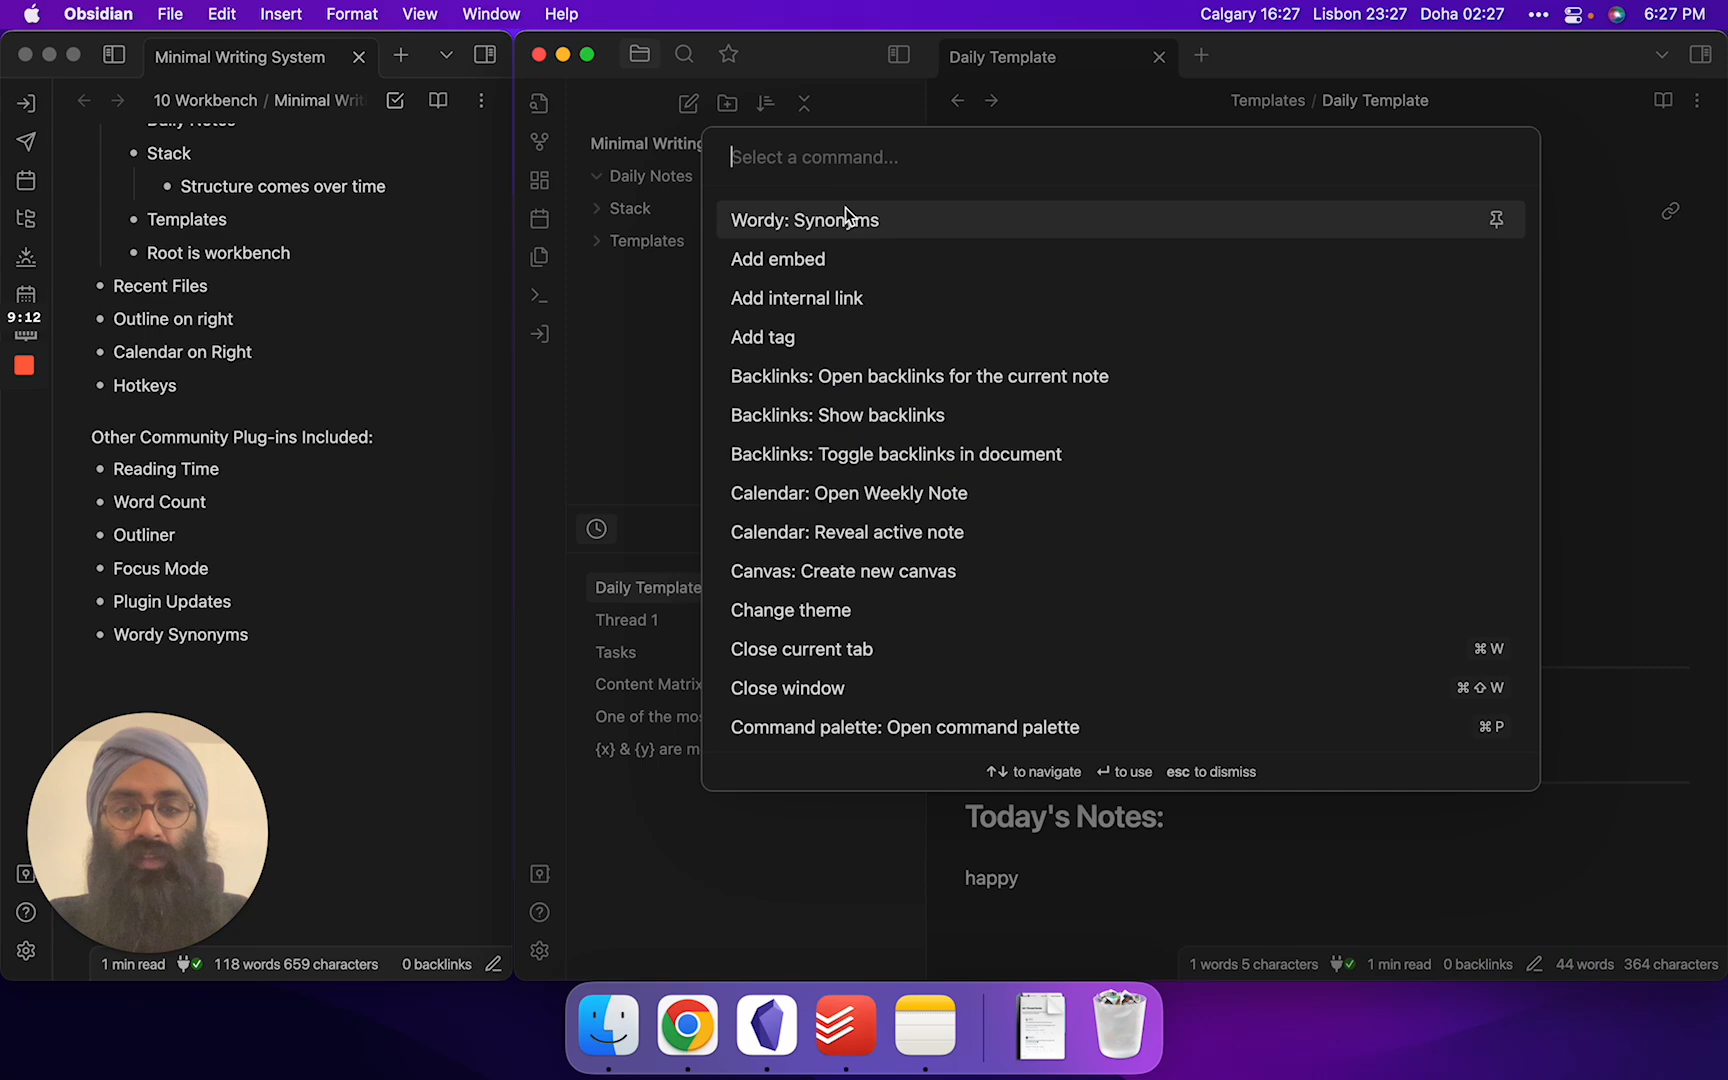 Obsidian File Edit Insert Format View Window Help
Calgary 16:27 Lisbon 23:27 Doha 02:27 6:27 PM
Minimal Writing System
10 Workbench / Minimal Writ
Daily Notes
Stack
Structure comes over time
Templates
Root is workbench
Recent Files
Outline on right
Calendar on Right
Hotkeys
Other Community Plug-ins Included:
Reading Time
Word Count
Outliner
Focus Mode
Plugin Updates
Wordy Synonyms
9:12
1 min read 118 words 659 characters 0 backlinks
Daily Template
Templates / Daily Template
Minimal Writing
Daily Notes
Stack
Templates
Daily Template
Thread 1
Tasks
Content Matrix
One of the mo
{x} & {y} are m
Select a command...
Wordy: Synonyms
Add embed
Add internal link
Add tag
Backlinks: Open backlinks for the current note
Backlinks: Show backlinks
Backlinks: Toggle backlinks in document
Calendar: Open Weekly Note
Calendar: Reveal active note
Canvas: Create new canvas
Change theme
Close current tab ⌘ W
Close window ⌘ ⇧ W
Command palette: Open command palette ⌘ P
↑↓ to navigate ↵ to use esc to dismiss
Today's Notes:
happy
1 words 5 characters 1 min read 0 backlinks 44 words 364 characters